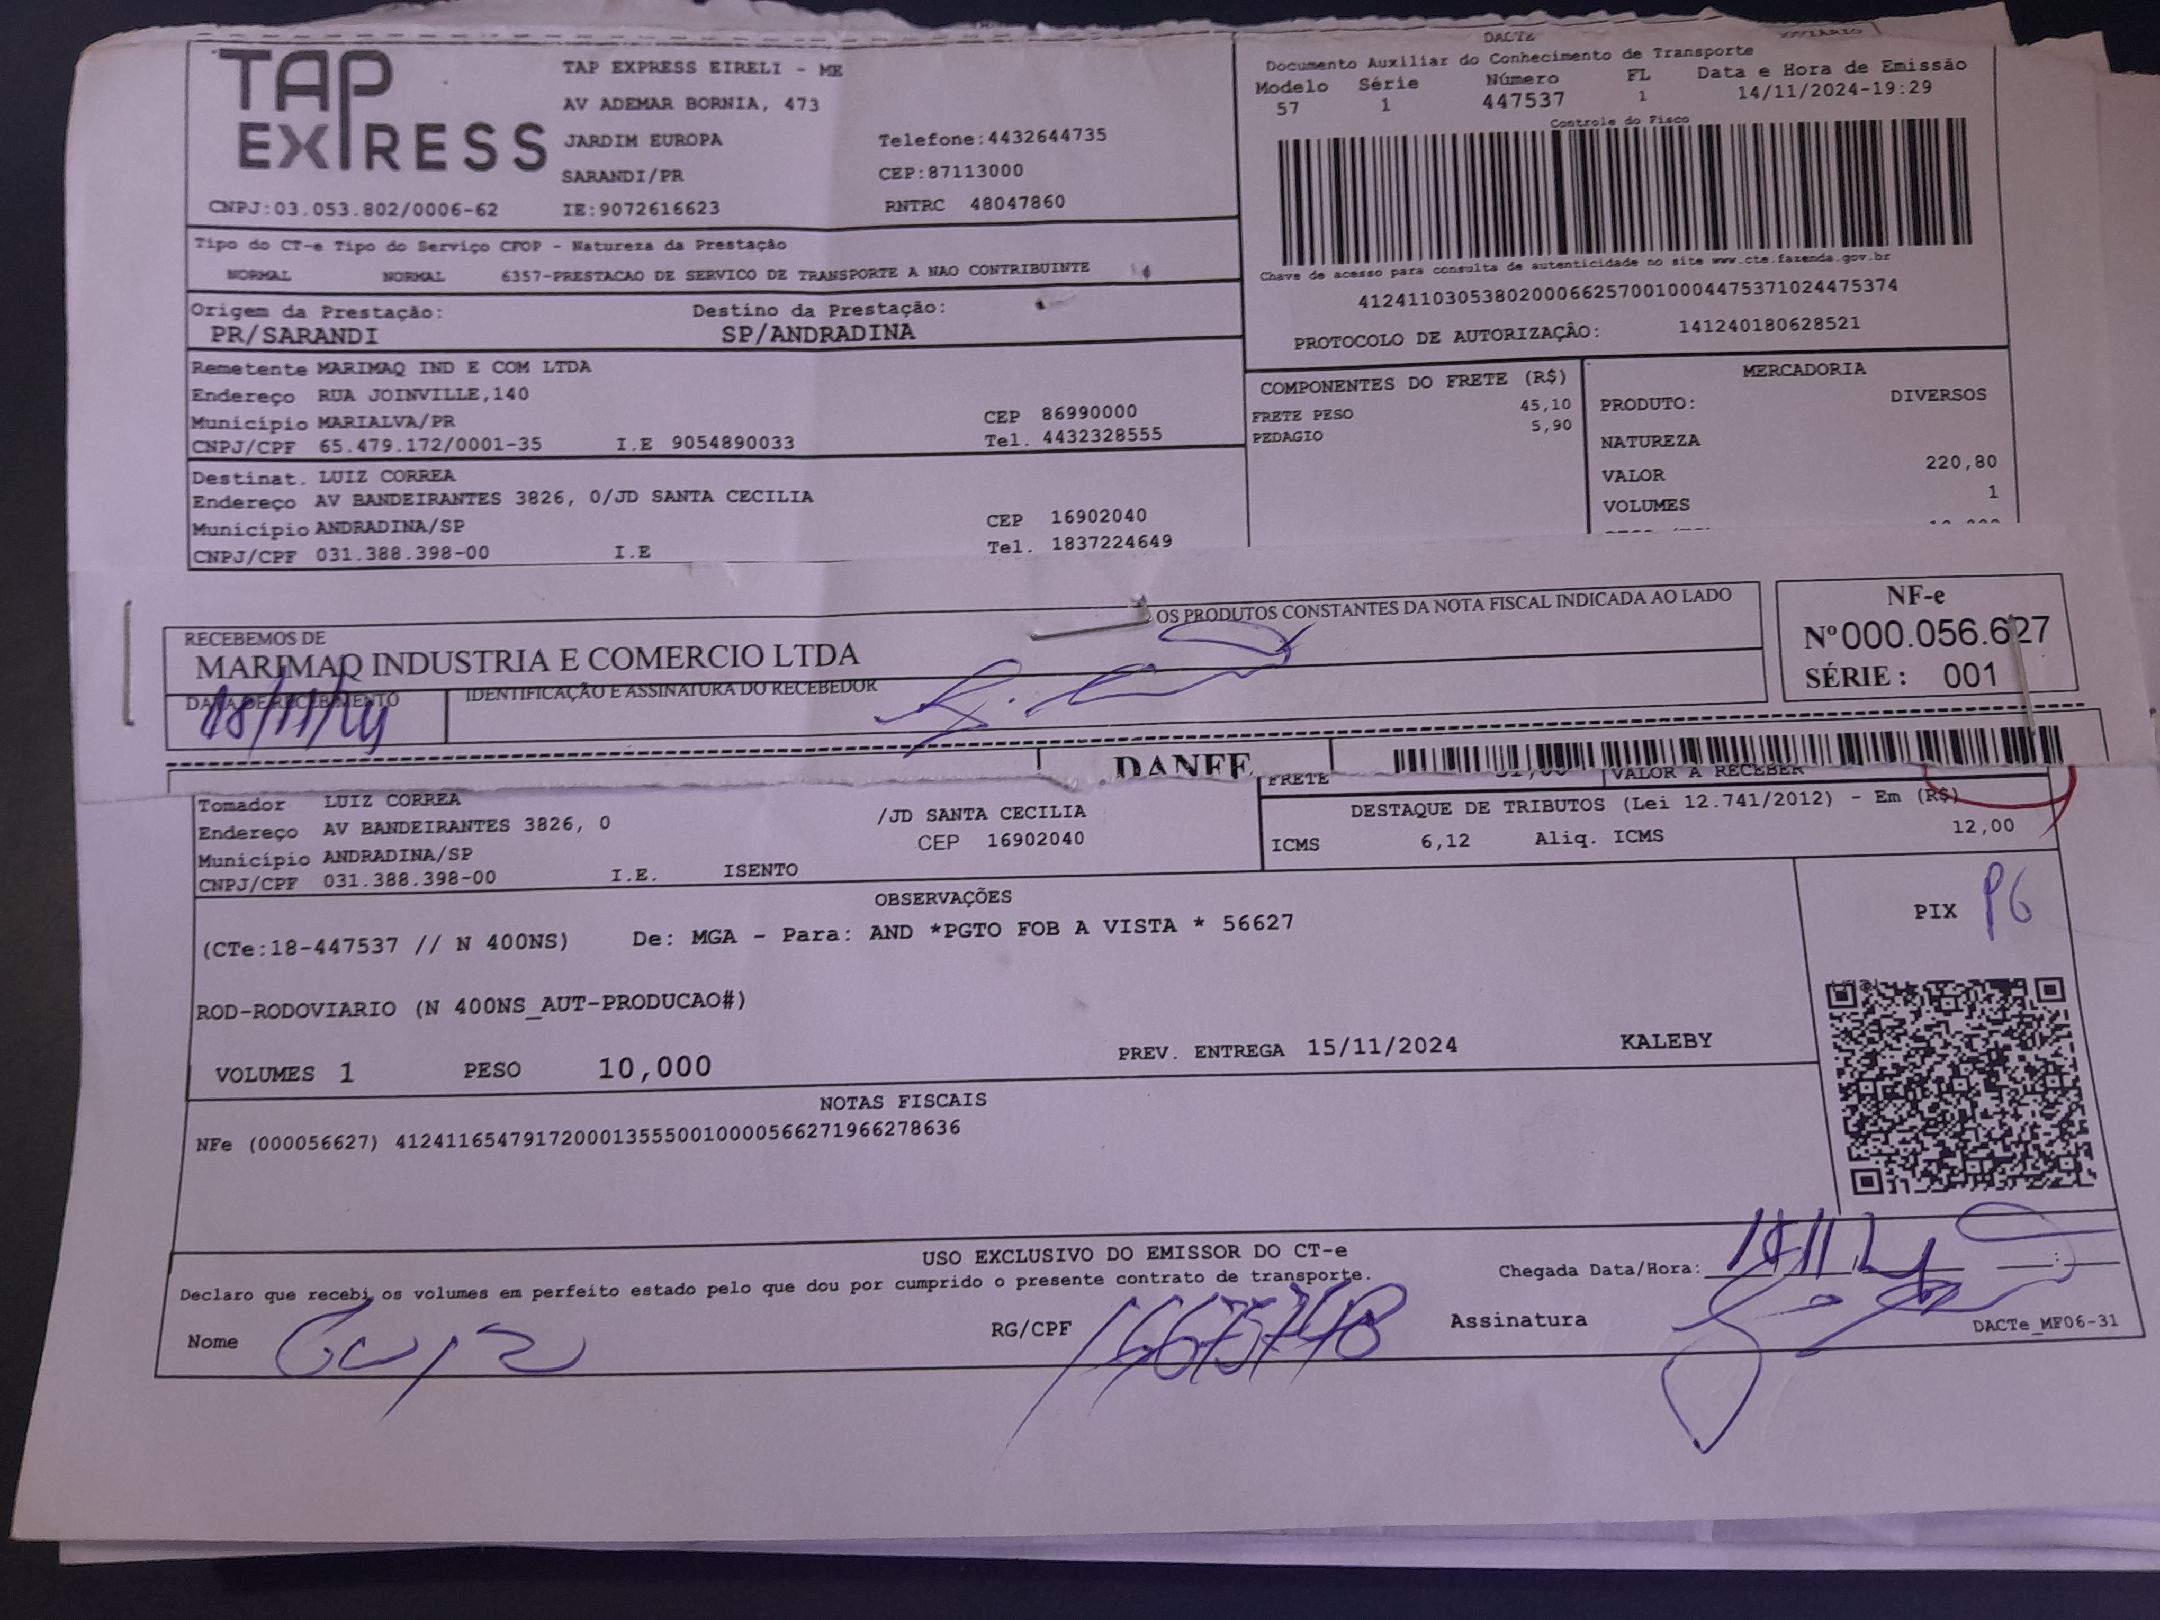 TAP EXPRESS
TAP EXPRESS EIRELI - ME
AV ADEMAR BORNIA, 473
JARDIM EUROPA Telefone:4432644735
SARANDI/PR CEP:87113000
CNPJ:03.053.802/0006-62 IE:9072616623 RNTRC 48047860
DACTE
Documento Auxiliar do Conhecimento de Transporte
Modelo Série Número FL Data e Hora de Emissão
57 1 447537 1 14/11/2024-19:29
Controle do Fisco
Chave de acesso para consulta de autenticidade no site www.cte.fazenda.gov.br
41241103053802000662570010004475371024475374
PROTOCOLO DE AUTORIZAÇÂO: 141240180628521
Tipo do CT-e Tipo do Serviço CFOP - Natureza da Prestação
NORMAL NORMAL 6357-PRESTACAO DE SERVICO DE TRANSPORTE A NAO CONTRIBUINTE
Origem da Prestação: Destino da Prestação:
PR/SARANDI SP/ANDRADINA
Remetente MARIMAQ IND E COM LTDA
Endereço RUA JOINVILLE,140
Município MARIALVA/PR CEP 86990000
CNPJ/CPF 65.479.172/0001-35 I.E 9054890033 Tel. 4432328555
Destinat. LUIZ CORREA
Endereço AV BANDEIRANTES 3826, 0/JD SANTA CECILIA
Município ANDRADINA/SP CEP 16902040
CNPJ/CPF 031.388.398-00 I.E Tel. 1837224649
COMPONENTES DO FRETE (R$)
FRETE PESO 45,10
PEDAGIO 5,90
MERCADORIA
PRODUTO: DIVERSOS
NATUREZA
VALOR 220,80
VOLUMES 1
RECEBEMOS DE OS PRODUTOS CONSTANTES DA NOTA FISCAL INDICADA AO LADO
MARIMAQ INDUSTRIA E COMERCIO LTDA
DATA DE RECEBIMENTO IDENTIFICAÇÃO E ASSINATURA DO RECEBEDOR
18/11/24
NF-e
Nº 000.056.627
SÉRIE : 001
DANFE
FRETE 51,00 VALOR A RECEBER
Tomador LUIZ CORREA
Endereço AV BANDEIRANTES 3826, 0 /JD SANTA CECILIA
Município ANDRADINA/SP CEP 16902040
CNPJ/CPF 031.388.398-00 I.E. ISENTO
DESTAQUE DE TRIBUTOS (Lei 12.741/2012) - Em (R$)
ICMS 6,12 Aliq. ICMS 12,00
OBSERVAÇÕES
(CTe:18-447537 // N 400NS) De: MGA - Para: AND *PGTO FOB A VISTA * 56627
ROD-RODOVIARIO (N 400NS_AUT-PRODUCAO#)
VOLUMES 1 PESO 10,000 PREV. ENTREGA 15/11/2024 KALEBY
PIX PG
NOTAS FISCAIS
NFe (000056627) 41241165479172000135550010000566271966278636
USO EXCLUSIVO DO EMISSOR DO CT-e
Declaro que recebi os volumes em perfeito estado pelo que dou por cumprido o presente contrato de transporte. Chegada Data/Hora: 18/11/24
Nome RG/CPF Assinatura
DACTe_MF06-31